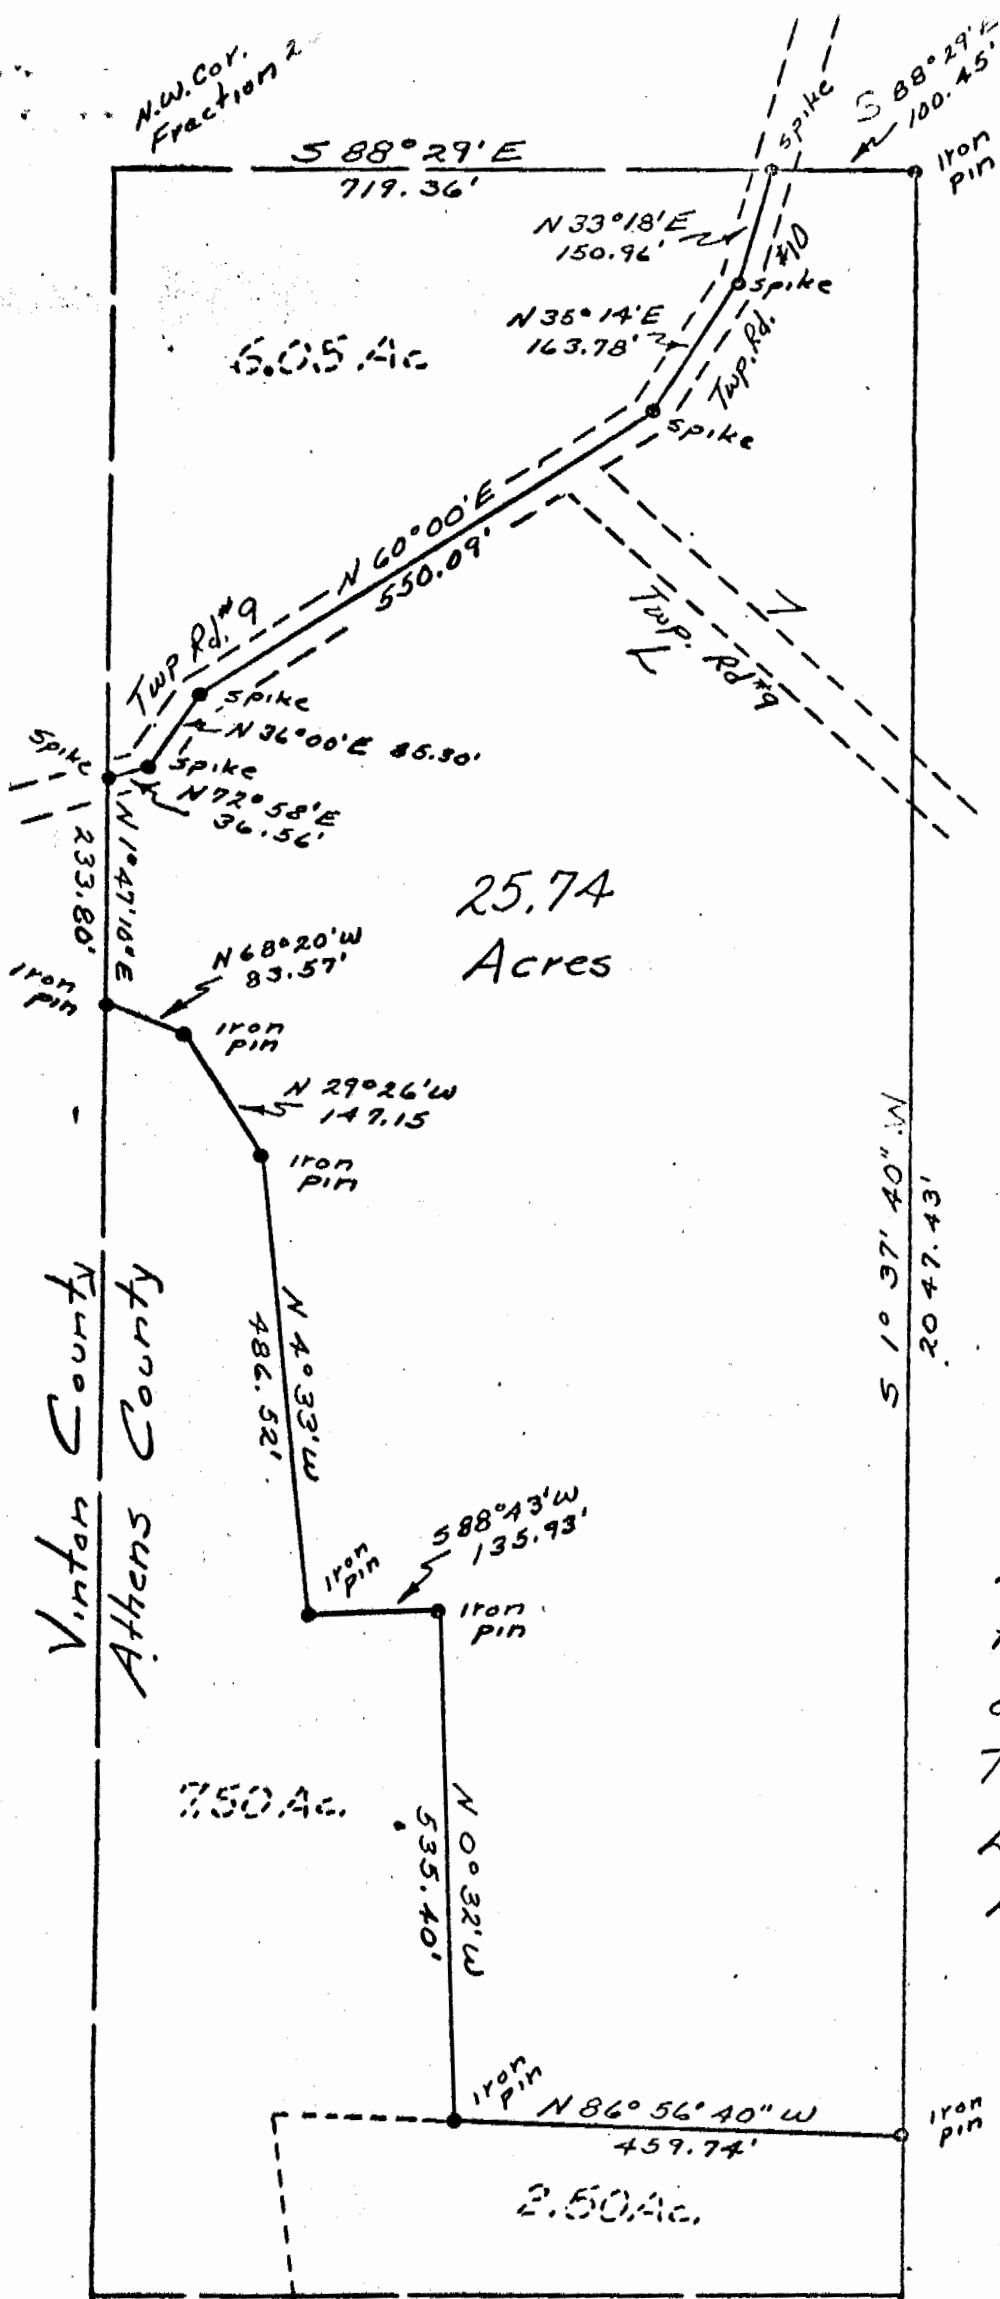 N.W. Cor.
Fraction 2
S 88° 29' E
719.36'
S 88° 29' E
100.45'
spike
Iron
pin
N 33° 18' E
150.96'
#10
spike
N 35° 14' E
163.78'
Twp. Rd.
6.05 Ac.
spike
N 60° 00' E
550.09'
Twp Rd. #9
Twp. Rd #9
spike
N 36° 00' E 85.30'
spike
spike
N 72° 58' E
36.56'
N 1° 47' 10" E
233.80'
25.74
Acres
N 68° 20' W
83.57'
Iron
pin
Iron
pin
N 29° 26' W
147.15
Iron
pin
S 1° 37' 40" W
2047.43'
N 4° 33' W
486.52'
Vinton County
Athens County
S 88° 43' W
135.93'
Iron
pin
Iron
pin
7.50 Ac.
N 0° 32' W
535.40'
Iron
pin
N 86° 56' 40" W
459.74'
Iron
pin
2.50 Ac.